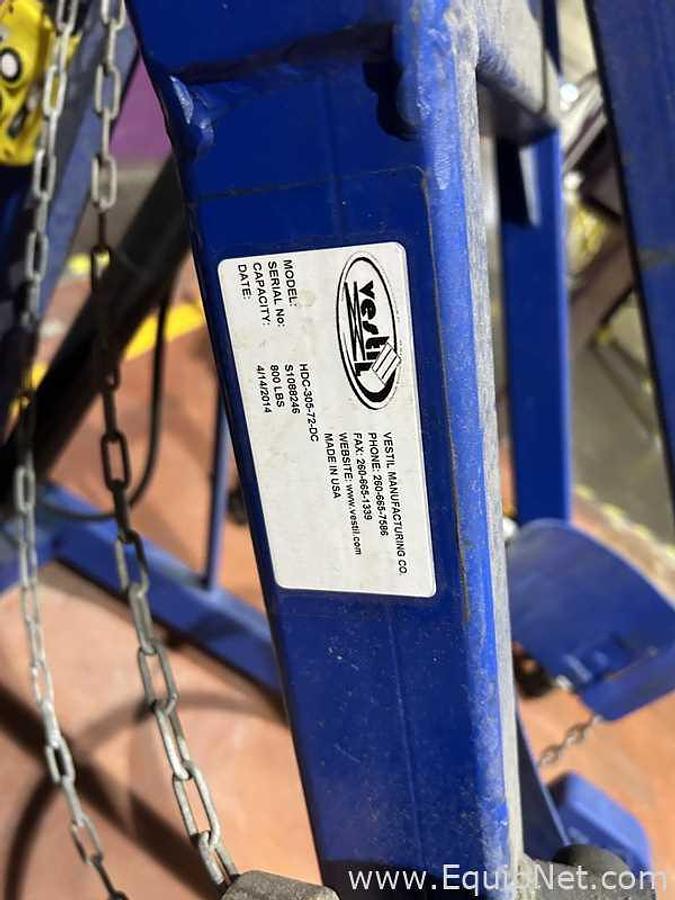 vestil
VESTIL MANUFACTURING CO.
PHONE: 260-665-7586
FAX: 260-665-1339
WEBSITE: www.vestil.com
MADE IN USA
MODEL: HDC-305-72-DC
SERIAL No: S1088246
CAPACITY: 800 LBS
DATE: 4/14/2014
www.EquipNet.com